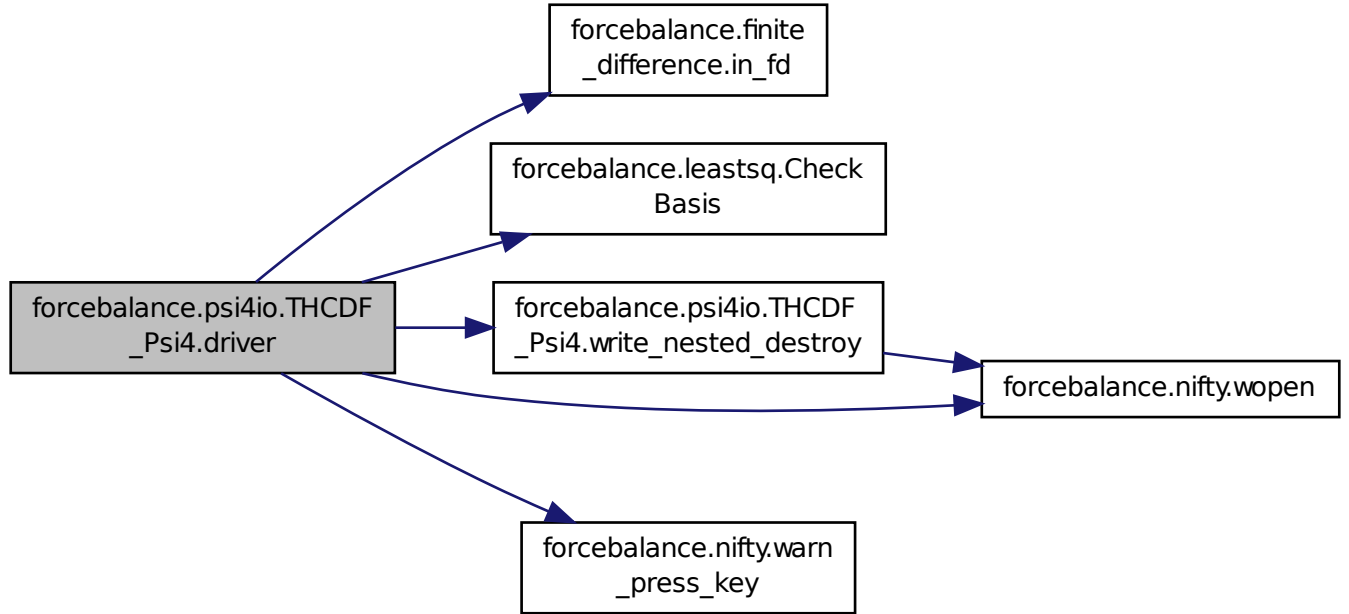 forcebalance.finite
_difference.in_fd
forcebalance.leastsq.Check
Basis
forcebalance.psi4io.THCDF
_Psi4.driver
forcebalance.psi4io.THCDF
_Psi4.write_nested_destroy
forcebalance.nifty.wopen
forcebalance.nifty.warn
_press_key